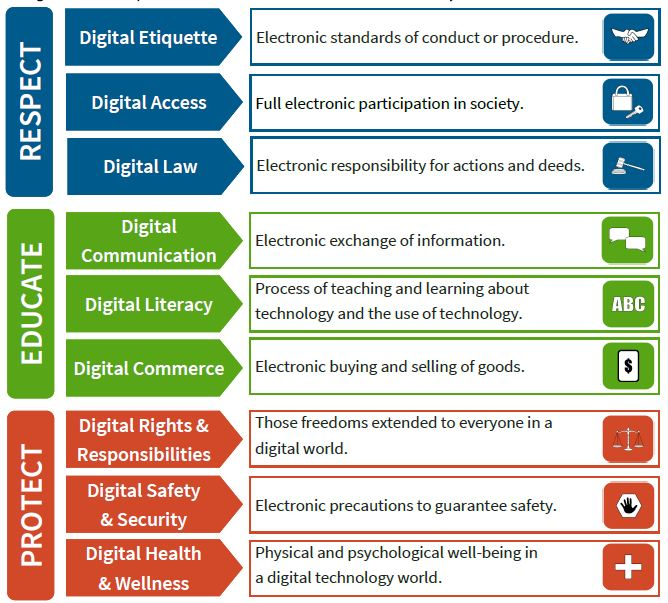 RESPECT
Digital Etiquette
Electronic standards of conduct or procedure.
Digital Access
Full electronic participation in society.
Digital Law
Electronic responsibility for actions and deeds.
EDUCATE
Digital
Communication
Electronic exchange of information.
Digital Literacy
Process of teaching and learning about
technology and the use of technology.
ABC
Digital Commerce
Electronic buying and selling of goods.
$
PROTECT
Digital Rights &
Responsibilities
Those freedoms extended to everyone in a
digital world.
Digital Safety
& Security
Electronic precautions to guarantee safety.
Digital Health
& Wellness
Physical and psychological well-being in
a digital technology world.